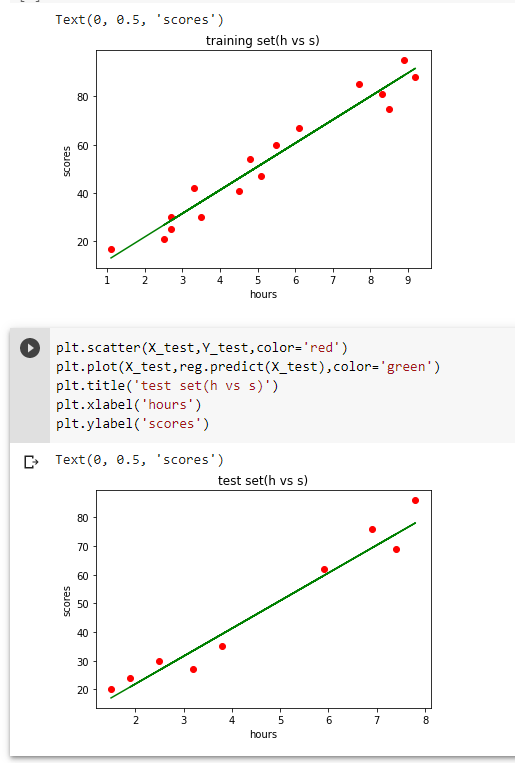 Text(0, 0.5, 'scores')
training set(h vs s)
80
60
40
20
scores
1 2 3 4 5 6 7 8 9
hours
plt.scatter(X_test,Y_test,color='red')
plt.plot(X_test,reg.predict(X_test),color='green')
plt.title('test set(h vs s)')
plt.xlabel('hours')
plt.ylabel('scores')
Text(0, 0.5, 'scores')
test set(h vs s)
80
70
60
50
40
30
20
scores
2 3 4 5 6 7 8
hours